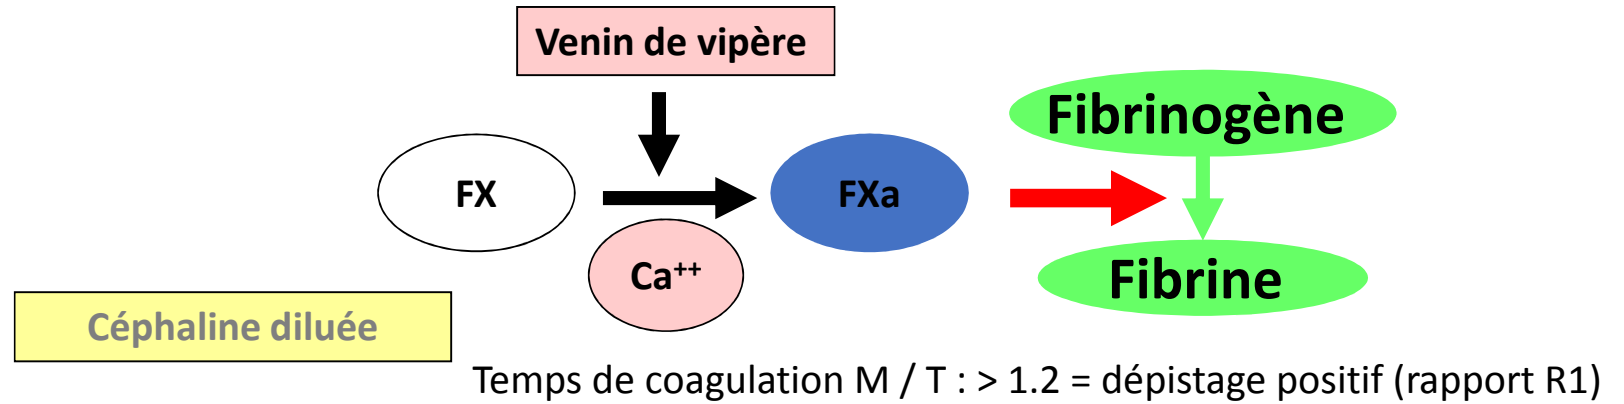 Venin de vipère
Fibrinogène
FX
FXa
Ca⁺⁺
Fibrine
Céphaline diluée
Temps de coagulation M / T : > 1.2 = dépistage positif (rapport R1)